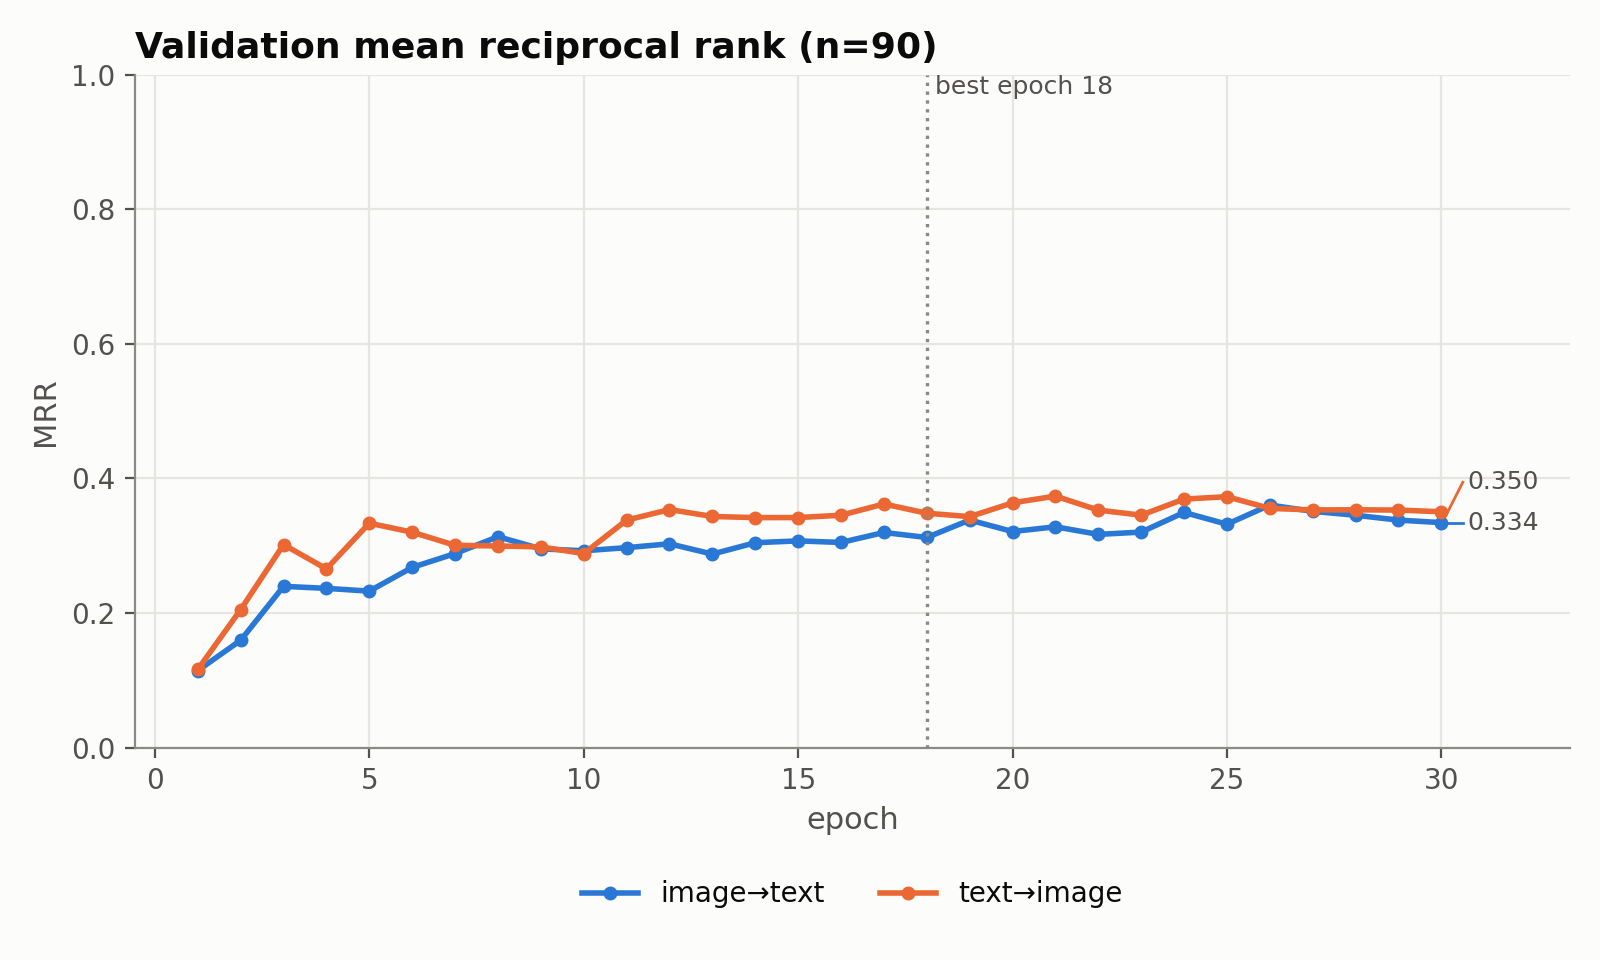 Validation mean reciprocal rank (n=90)
best epoch 18
MRR
1.0
0.8
0.6
0.4
0.2
0.0
0.350
0.334
0 5 10 15 20 25 30
epoch
image→text text→image